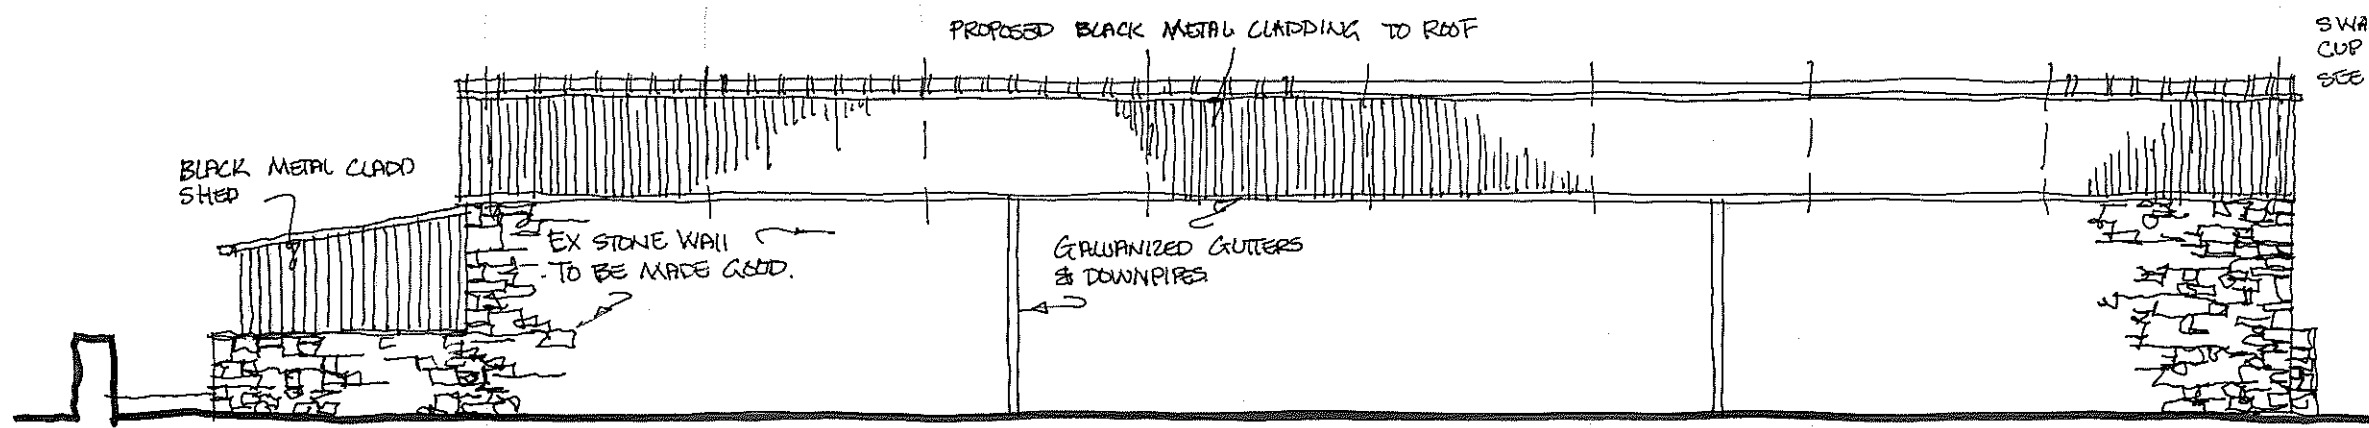 PROPOSED BLACK METAL CLADDING TO ROOF
SWA
CUP
SEE
BLACK METAL CLADD
SHED
EX STONE WALL
TO BE MADE GOOD.
GALVANIZED GUTTERS
& DOWNPIPES